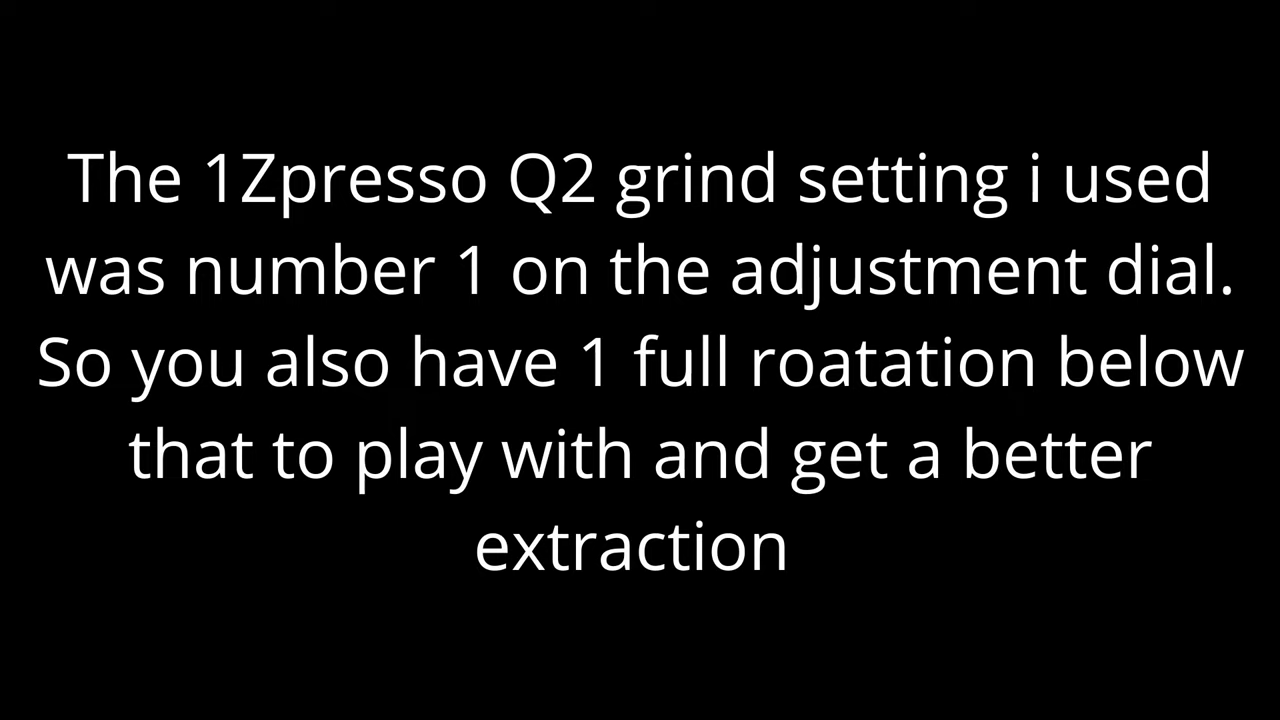 The 1Zpresso Q2 grind setting i used
was number 1 on the adjustment dial.
So you also have 1 full roatation below
that to play with and get a better
extraction